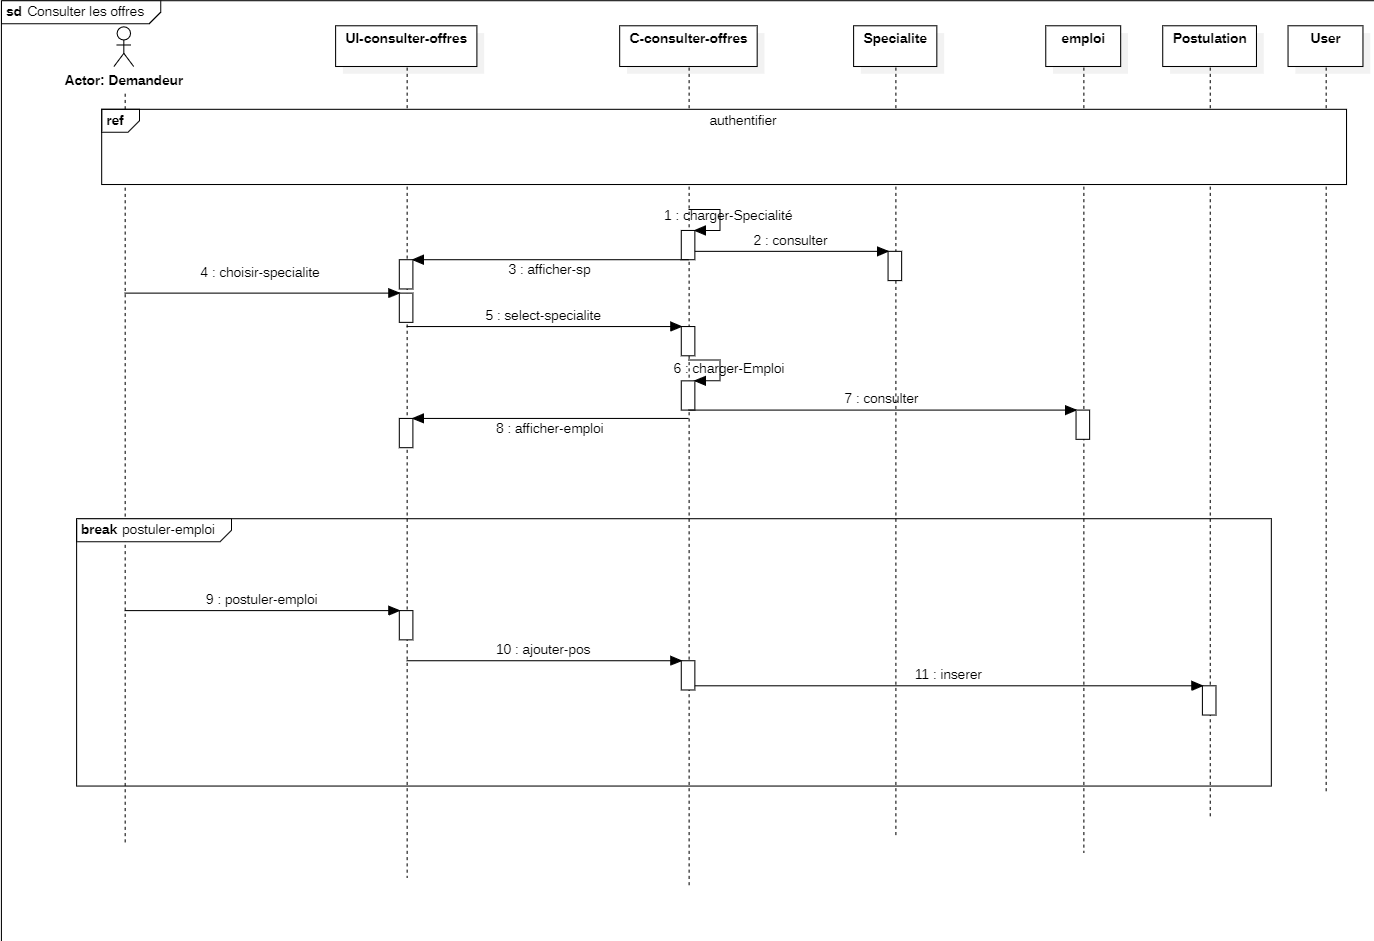 sd Consulter les offres
Actor: Demandeur
UI-consulter-offres
C-consulter-offres
Specialite
emploi
Postulation
User
ref
authentifier
1 : charger-Specialité
2 : consulter
3 : afficher-sp
4 : choisir-specialite
5 : select-specialite
6 : charger-Emploi
7 : consulter
8 : afficher-emploi
break postuler-emploi
9 : postuler-emploi
10 : ajouter-pos
11 : inserer